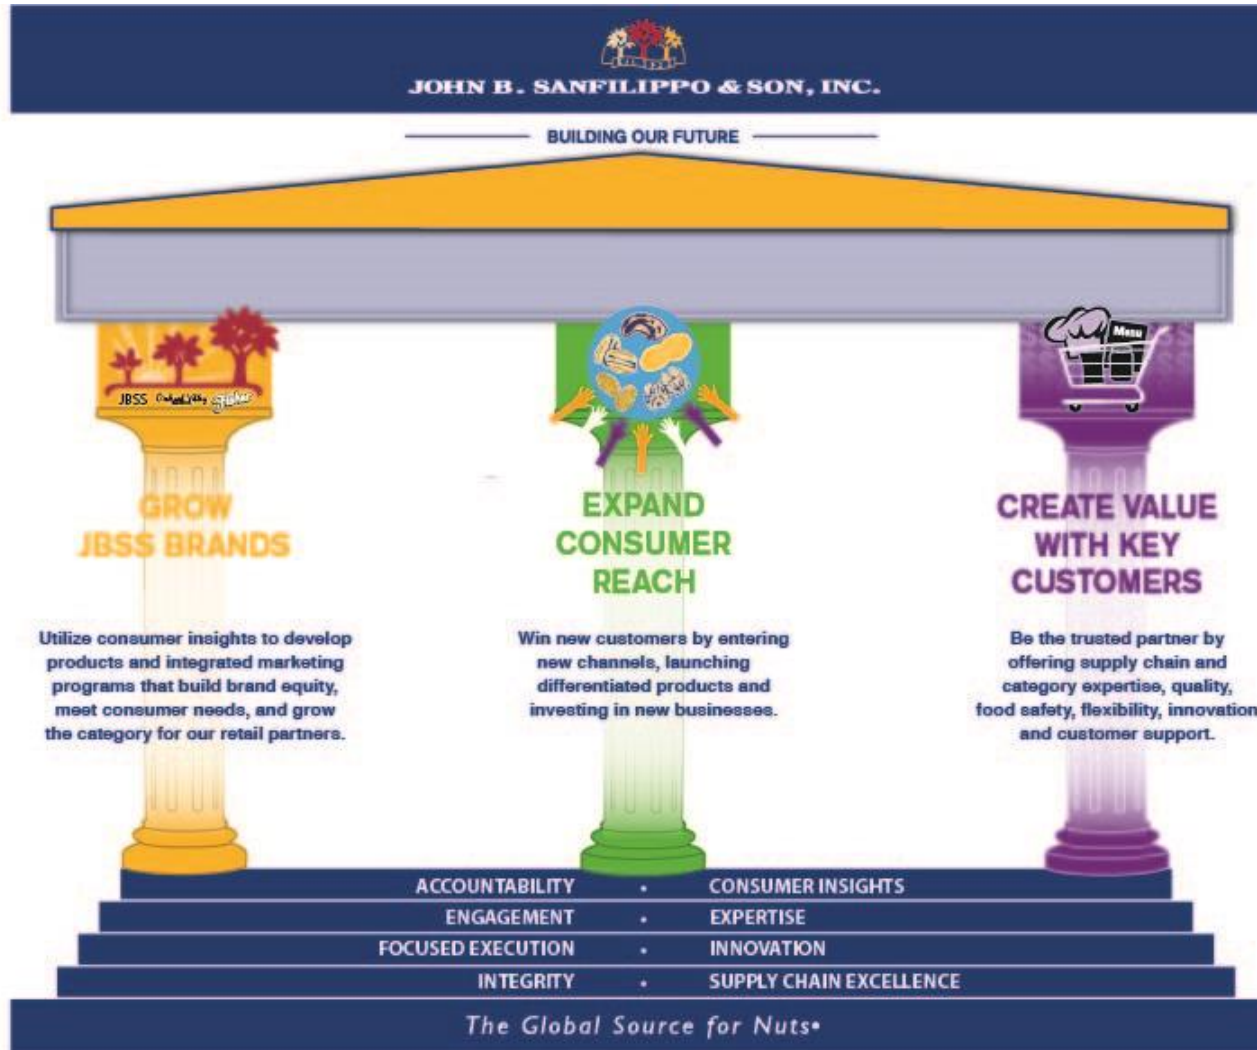 JOHN B. SANFILIPPO & SON, INC.
BUILDING OUR FUTURE
JBSS Orchard Valley Fisher
Menu
GROW
JBSS BRANDS
Utilize consumer insights to develop
products and integrated marketing
programs that build brand equity,
meet consumer needs, and grow
the category for our retail partners.
EXPAND
CONSUMER
REACH
Win new customers by entering
new channels, launching
differentiated products and
investing in new businesses.
CREATE VALUE
WITH KEY
CUSTOMERS
Be the trusted partner by
offering supply chain and
category expertise, quality,
food safety, flexibility, innovation
and customer support.
ACCOUNTABILITY • CONSUMER INSIGHTS
ENGAGEMENT • EXPERTISE
FOCUSED EXECUTION • INNOVATION
INTEGRITY • SUPPLY CHAIN EXCELLENCE
The Global Source for Nuts•